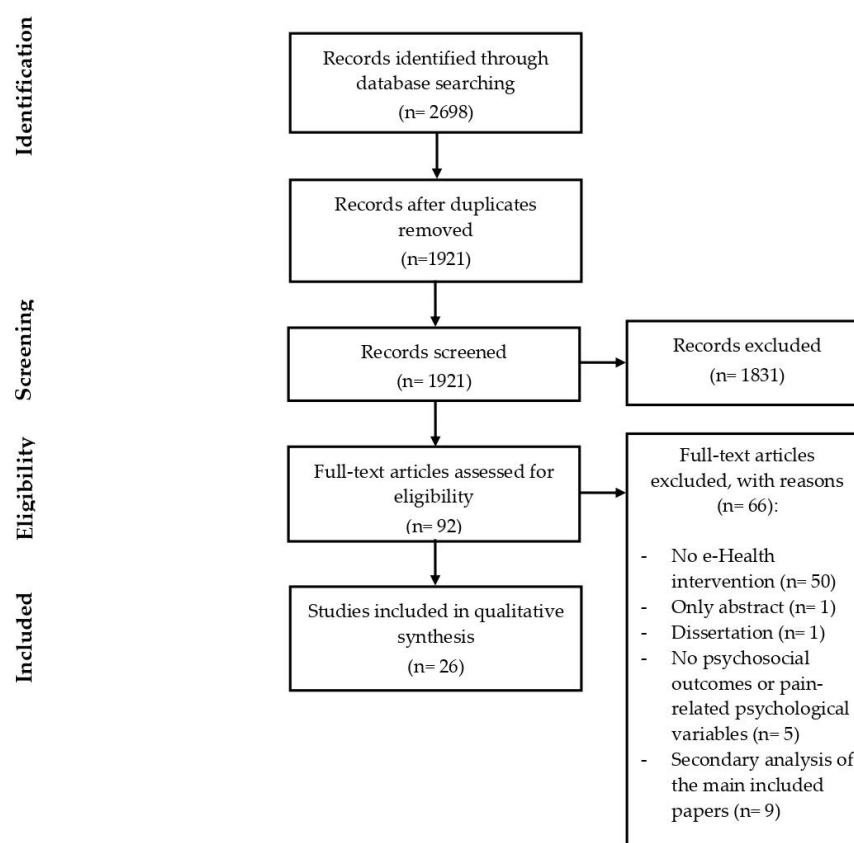 Identification
Records identified through
database searching
(n= 2698)
Records after duplicates
removed
(n=1921)
Screening
Records screened
(n= 1921)
Records excluded
(n= 1831)
Eligibility
Full-text articles assessed for
eligibility
(n= 92)
Full-text articles
excluded, with reasons
(n= 66):
- No e-Health
intervention (n= 50)
- Only abstract (n= 1)
- Dissertation (n= 1)
- No psychosocial
outcomes or pain-
related psychological
variables (n= 5)
- Secondary analysis of
the main included
papers (n= 9)
Included
Studies included in qualitative
synthesis
(n= 26)